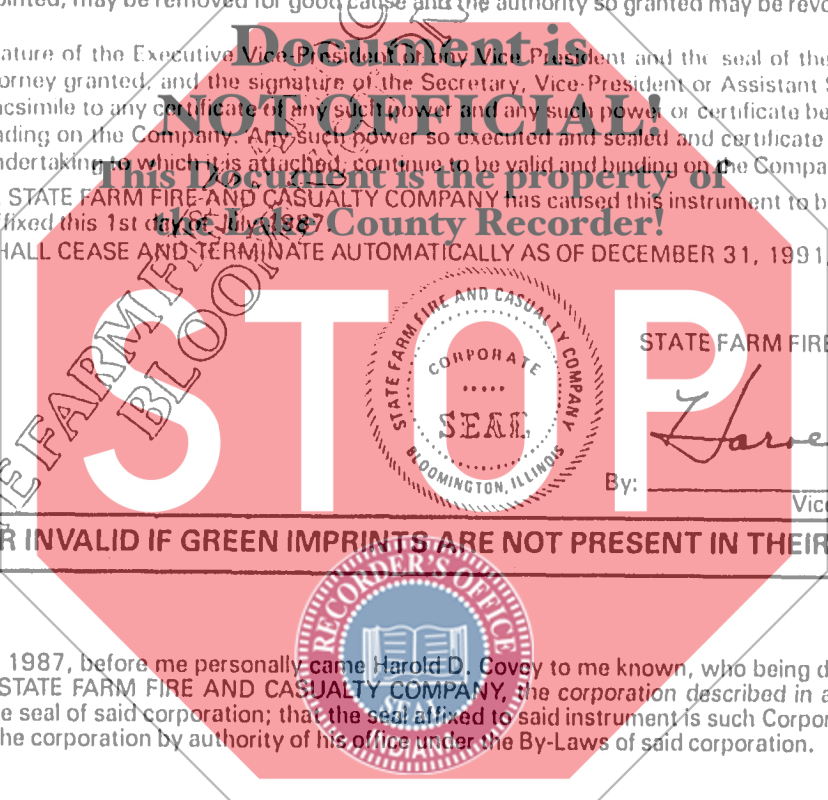 ointed, may be removed for good cause and the authority so granted may be revo
Document is
NOT OFFICIAL!
This Document is the property of
the Lake County Recorder!
ature of the Executive Vice-President or any Vice-President and the seal of the
orney granted, and the signature of the Secretary, Vice-President or Assistant S
acsimile to any certificate of any such power and any such power or certificate be
nding on the Company. Any such power so executed and sealed and certificate
ndertaking to which it is attached, continue to be valid and binding on the Compa
STATE FARM FIRE AND CASUALTY COMPANY has caused this instrument to b
ffixed this 1st day of July, 1987.
HALL CEASE AND TERMINATE AUTOMATICALLY AS OF DECEMBER 31, 1991,
STOP
STATE FARM FIRE AND CASUALTY COMPANY
CORPORATE
SEAL
BLOOMINGTON, ILLINOIS
E FARM FI
BLOOM
STATE FARM FIRE
Harve
By:
Vice
R INVALID IF GREEN IMPRINTS ARE NOT PRESENT IN THEIR
RECORDER'S OFFICE
SEAL
INDIANA
1987, before me personally came Harold D. Covey to me known, who being d
STATE FARM FIRE AND CASUALTY COMPANY, the corporation described in a
e seal of said corporation; that the seal affixed to said instrument is such Corpor
he corporation by authority of his office under the By-Laws of said corporation.